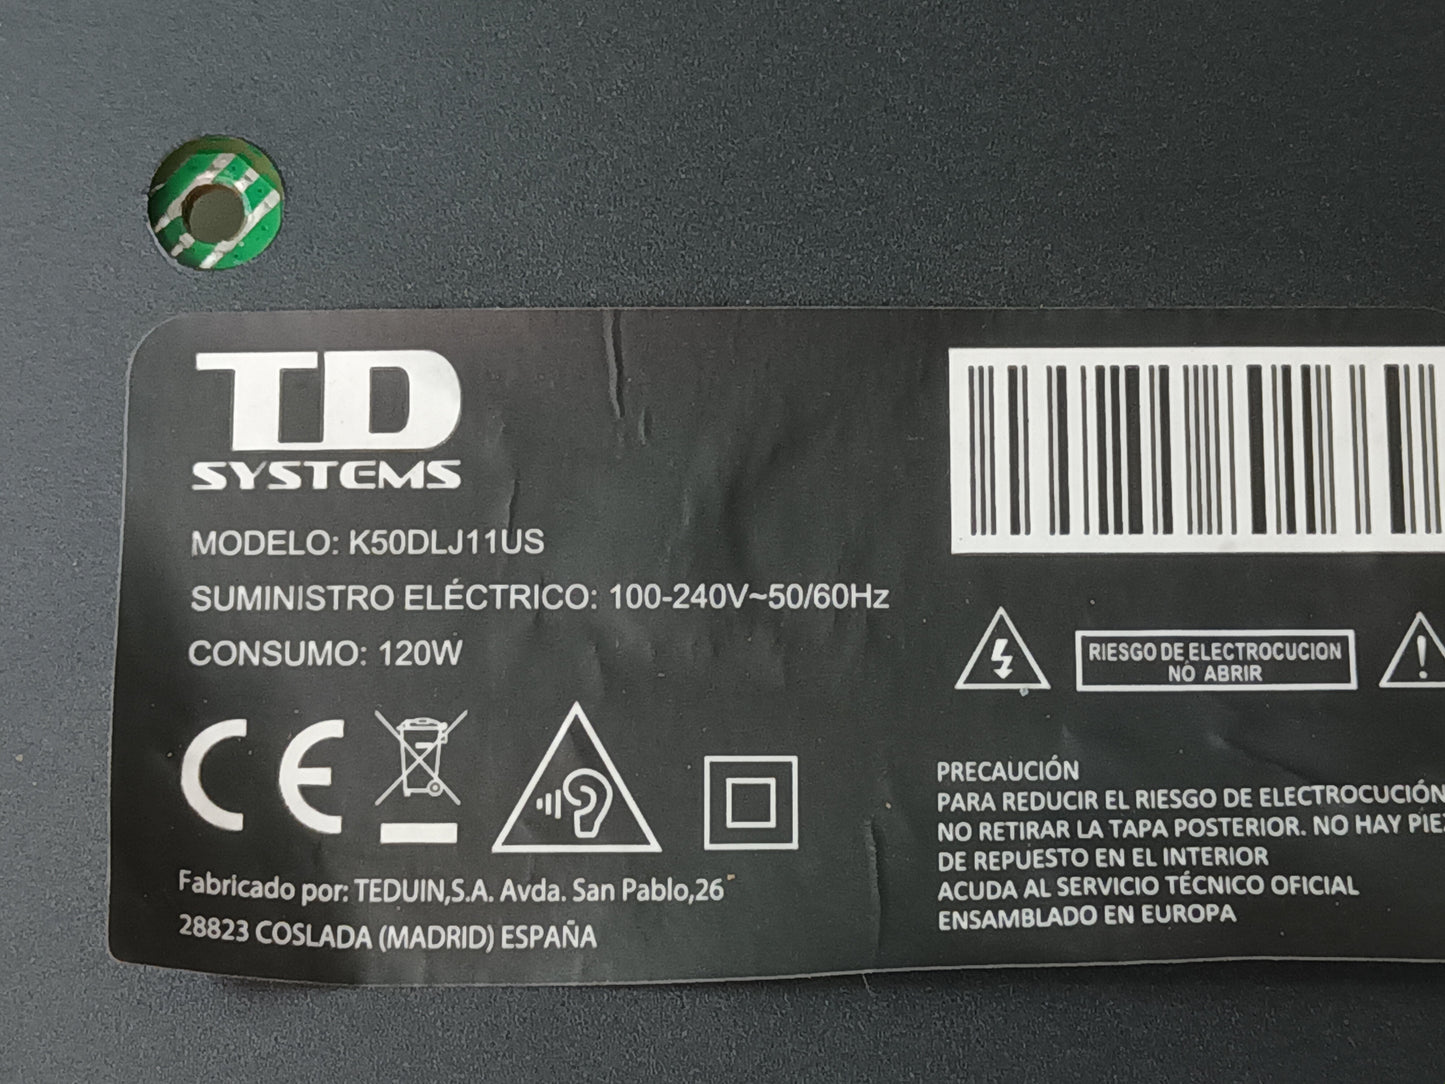 TD
SYSTEMS
MODELO: K50DLJ11US
SUMINISTRO ELÉCTRICO: 100-240V~50/60Hz
CONSUMO: 120W
CE
Fabricado por: TEDUIN,S.A. Avda. San Pablo,26
28823 COSLADA (MADRID) ESPAÑA
RIESGO DE ELECTROCUCION
NO ABRIR
PRECAUCIÓN
PARA REDUCIR EL RIESGO DE ELECTROCUCIÓN
NO RETIRAR LA TAPA POSTERIOR. NO HAY
DE REPUESTO EN EL INTERIOR
ACUDA AL SERVICIO TÉCNICO OFICIAL
ENSAMBLADO EN EUROPA